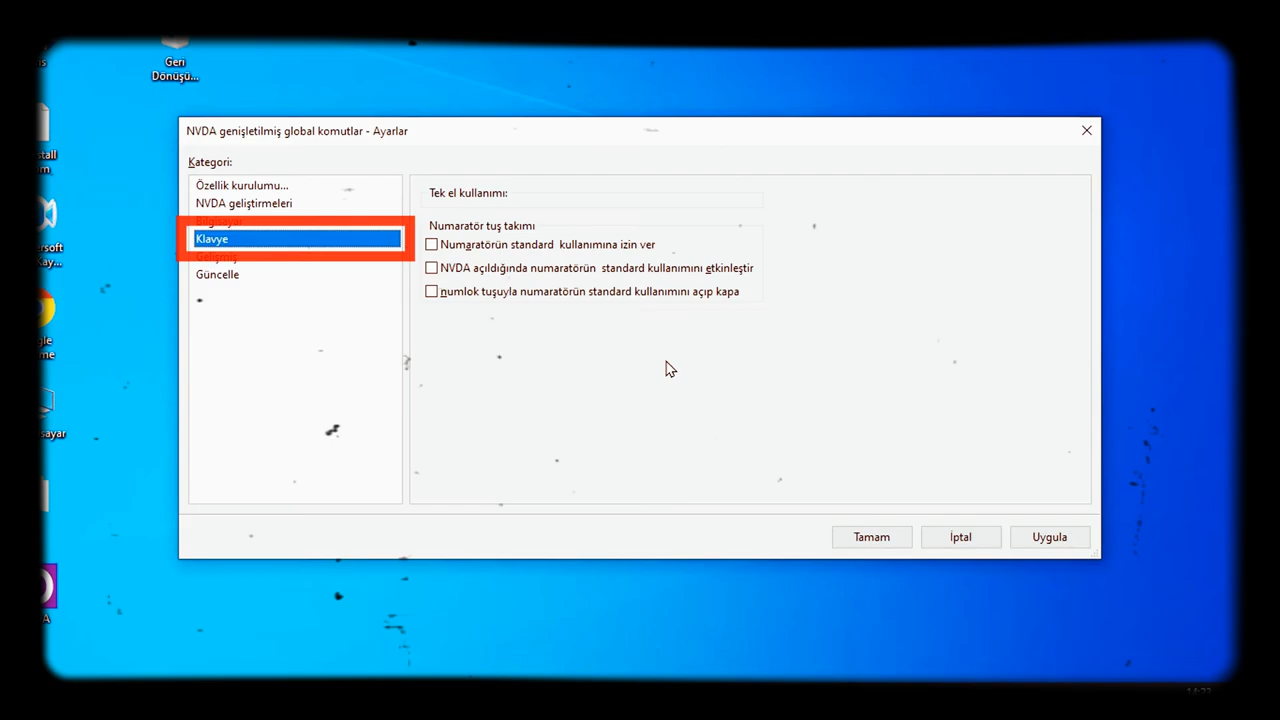 Geri
Dönüşü...
NVDA genişletilmiş global komutlar - Ayarlar
Kategori:
Özellik kurulumu...
NVDA geliştirmeleri
Bilgisayar
Klavye
Gelişmiş
Güncelle
Tek el kullanımı:
Numaratör tuş takımı
Numaratörün standard kullanımına izin ver
NVDA açıldığında numaratörün standard kullanımını etkinleştir
numlok tuşuyla numaratörün standard kullanımını açıp kapa
Tamam
İptal
Uygula